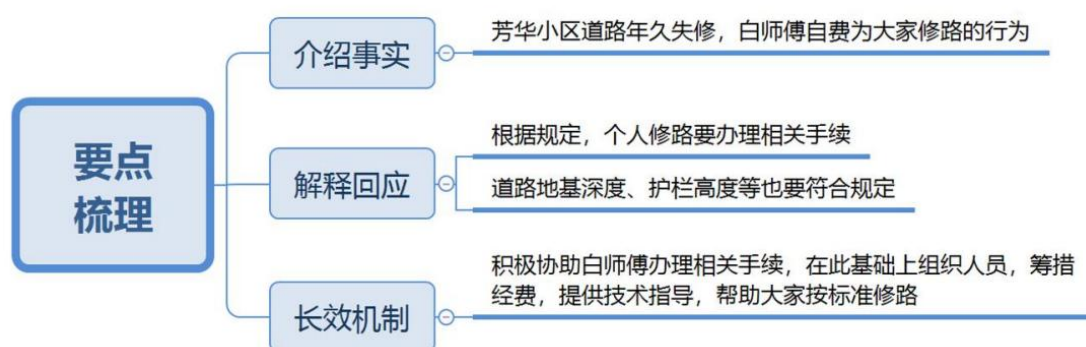 要点
梳理
介绍事实
芳华小区道路年久失修，白师傅自费为大家修路的行为
解释回应
根据规定，个人修路要办理相关手续
道路地基深度、护栏高度等也要符合规定
长效机制
积极协助白师傅办理相关手续，在此基础上组织人员，筹措
经费，提供技术指导，帮助大家按标准修路